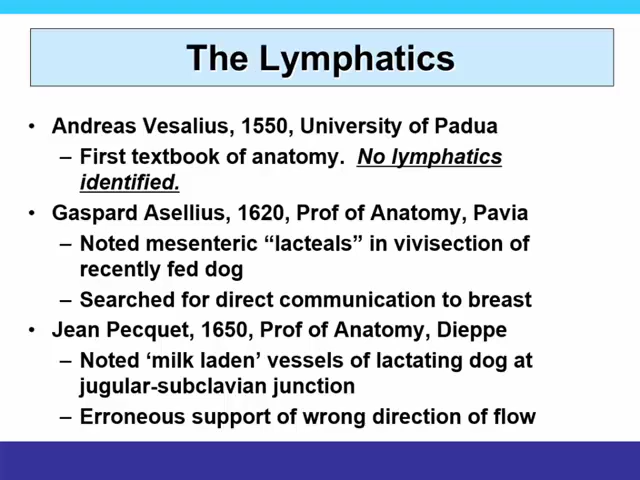 The Lymphatics
• Andreas Vesalius, 1550, University of Padua
– First textbook of anatomy. No lymphatics
identified.
• Gaspard Asellius, 1620, Prof of Anatomy, Pavia
– Noted mesenteric “lacteals” in vivisection of
recently fed dog
– Searched for direct communication to breast
• Jean Pecquet, 1650, Prof of Anatomy, Dieppe
– Noted ‘milk laden’ vessels of lactating dog at
jugular-subclavian junction
– Erroneous support of wrong direction of flow